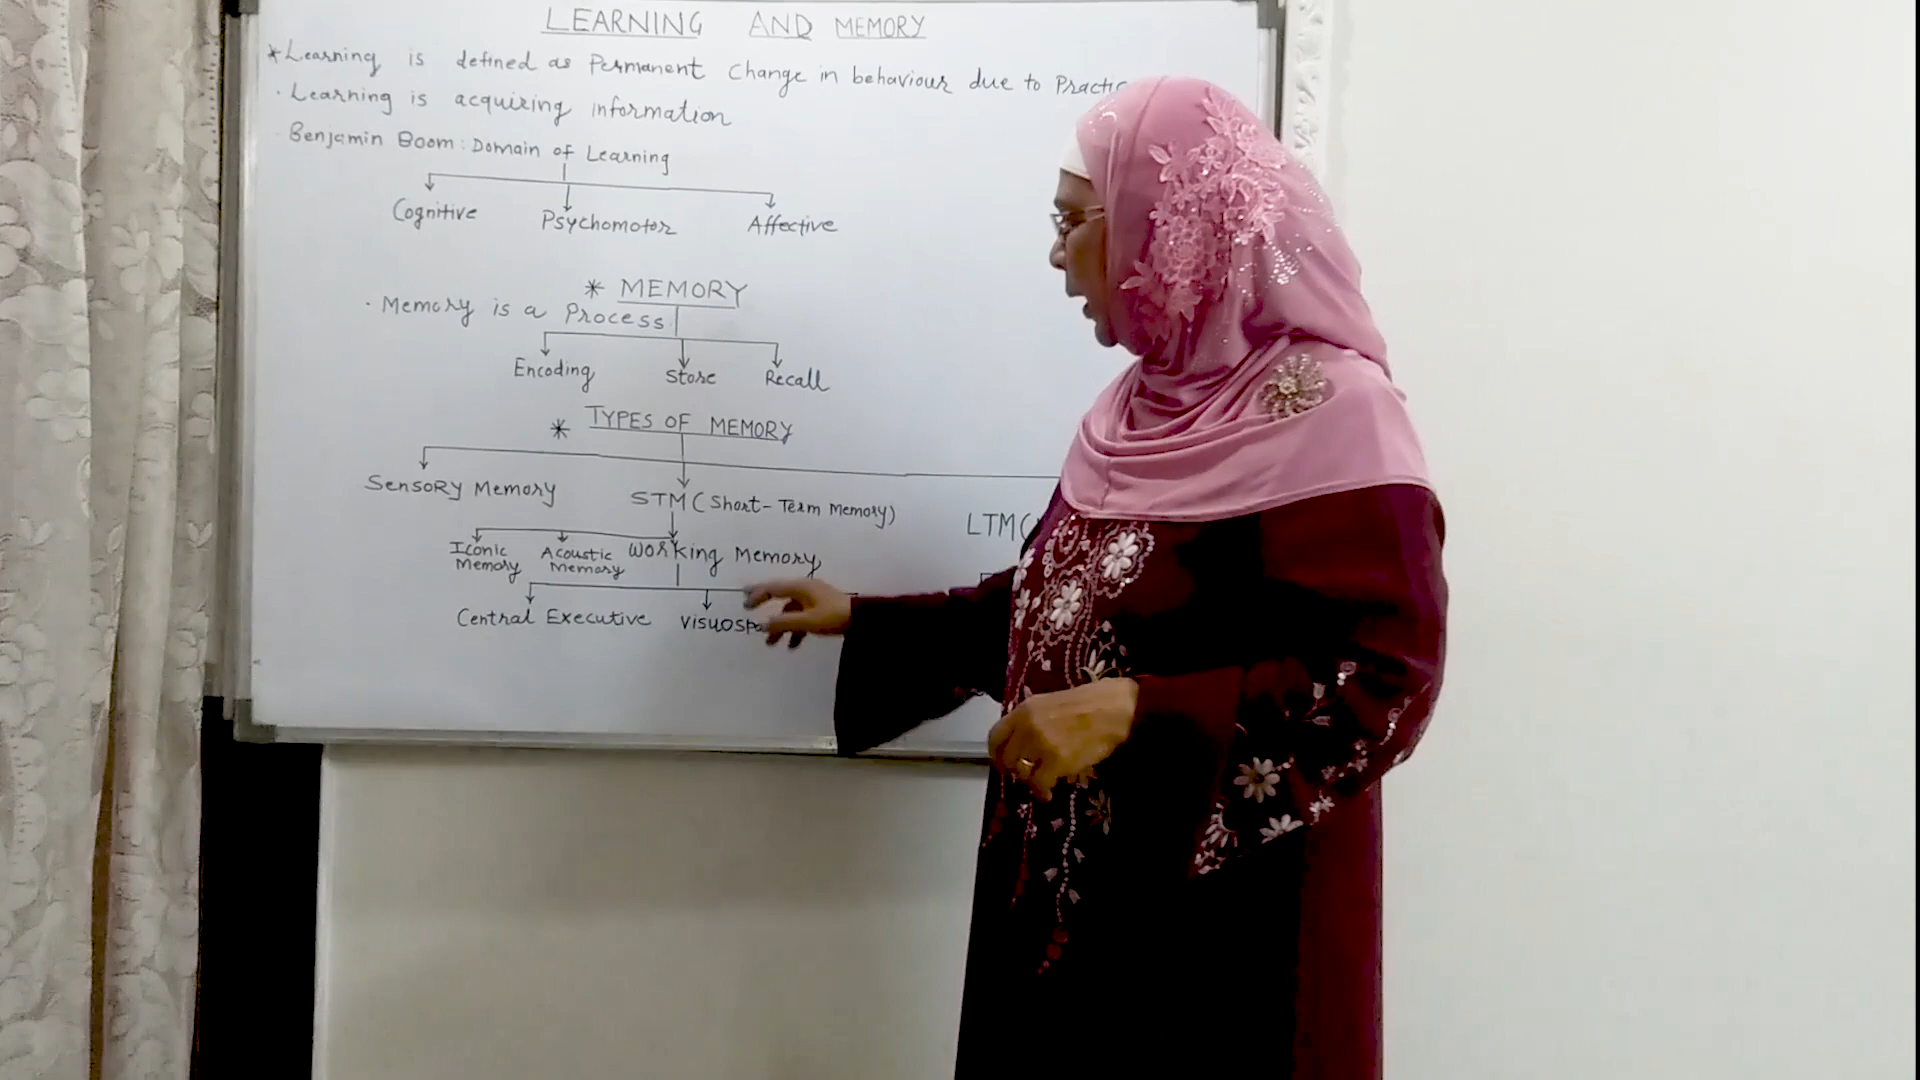 LEARNING AND MEMORY
*Learning is defined as Permanent Change in behaviour due to
· Learning is acquiring information
Benjamin Boom: Domain of Learning
Cognitive Psychomotor Affective
* MEMORY
· Memory is a Process
Encoding Store Recall
* TYPES OF MEMORY
Sensory Memory STM (Short-Term Memory) LTM(
Iconic Memory Acoustic Memory Working Memory
Central Executive